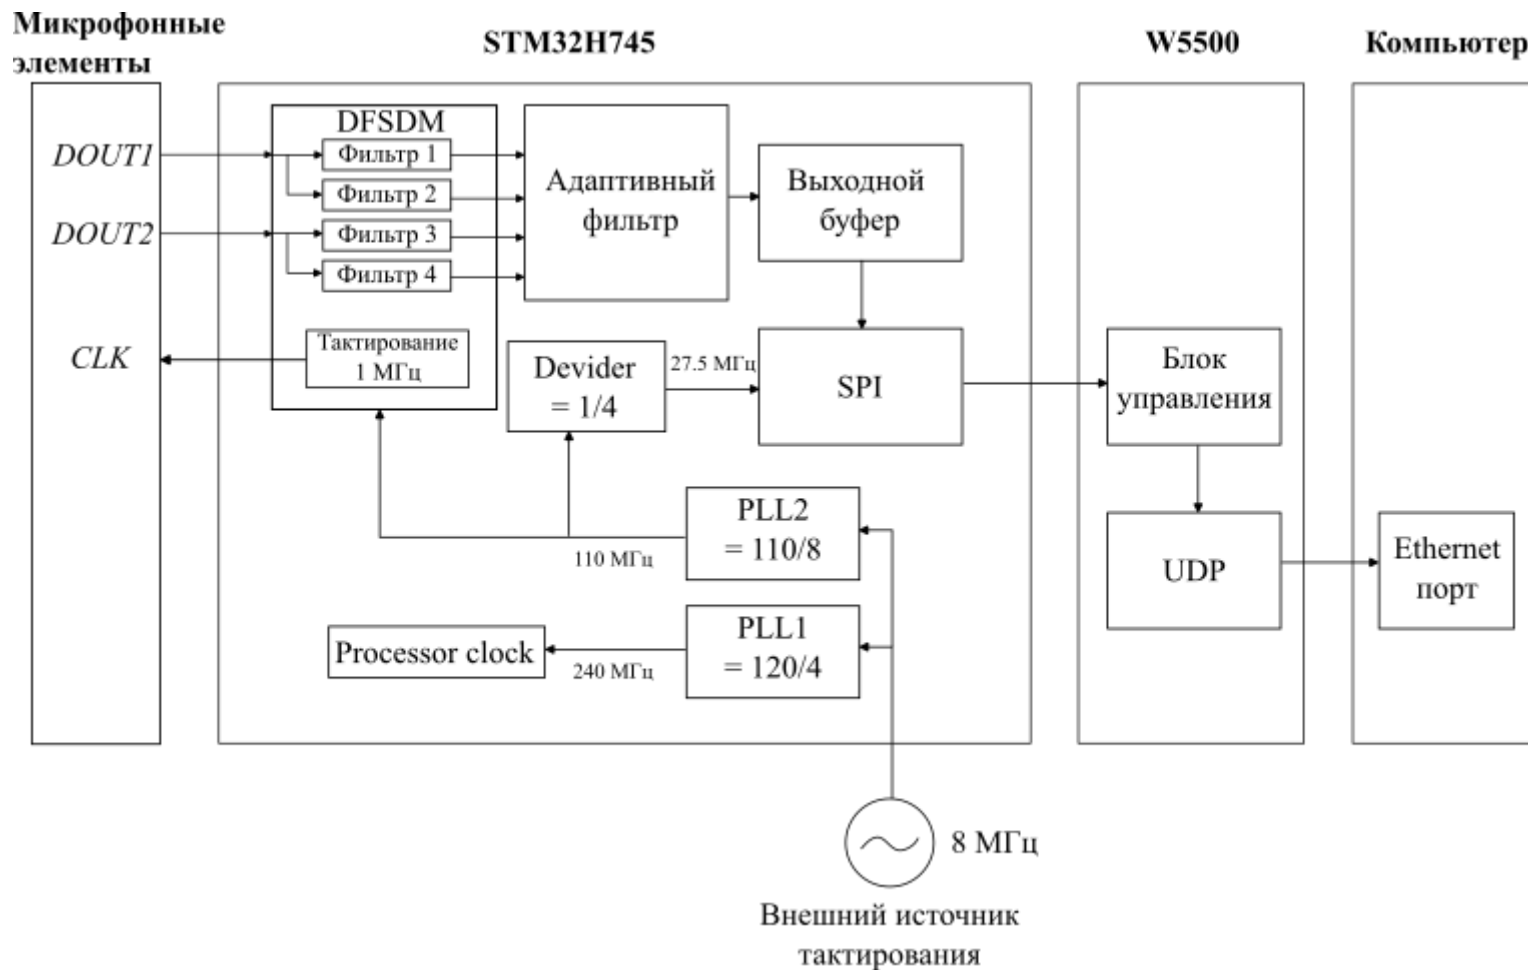 Микрофонные
элементы
STM32H745
W5500
Компьютер
DFSDM
DOUT1
Фильтр 1
Фильтр 2
DOUT2
Фильтр 3
Фильтр 4
Адаптивный
фильтр
Выходной
буфер
CLK
Тактирование
1 МГц
Devider
= 1/4
27.5 МГц
SPI
Блок
управления
PLL2
= 110/8
110 МГц
UDP
Ethernet
порт
PLL1
= 120/4
Processor clock
240 МГц
8 МГц
Внешний источник
тактирования